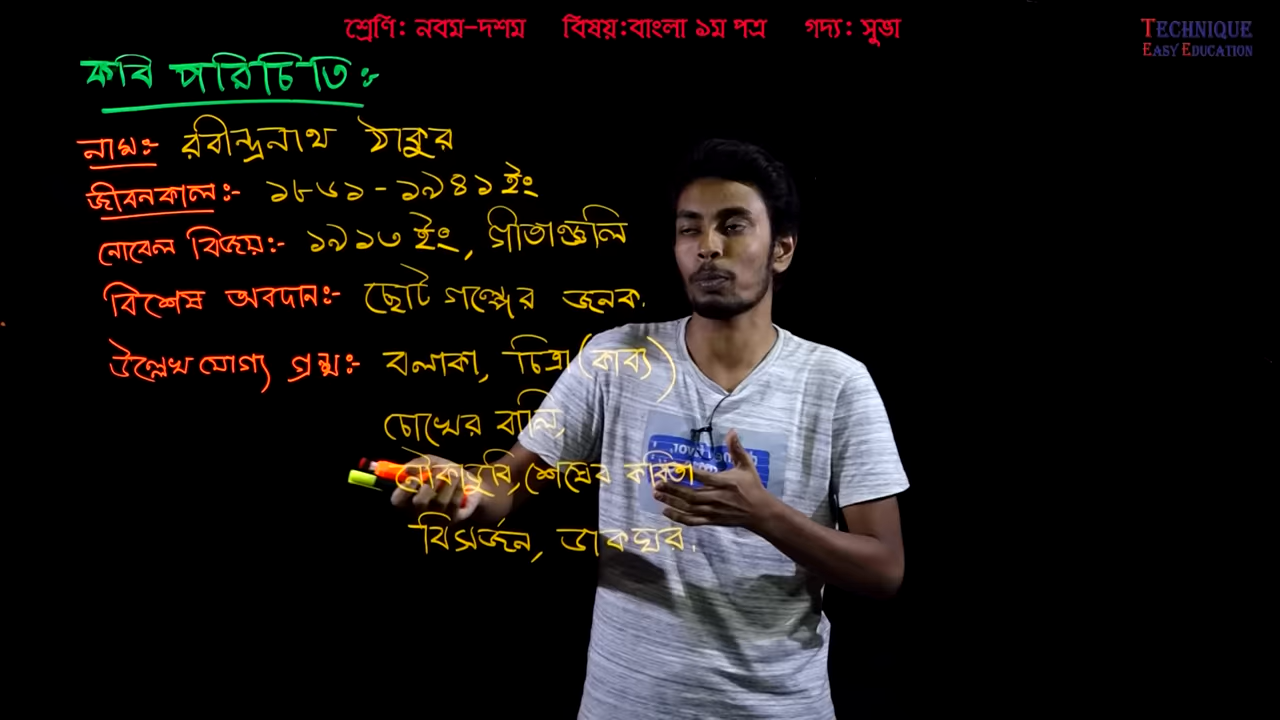 শ্রেণি: নবম-দশম বিষয়:বাংলা ১ম পত্র গদ্য: সুভা
TECHNIQUE
EASY EDUCATION
কবি পরিচিতি:-
নাম:- রবীন্দ্রনাথ ঠাকুর
জীবনকাল:- ১৮৬১ - ১৯৪১ ইং
নোবেল বিজয়:- ১৯১৩ ইং, গীতাঞ্জলি
বিশেষ অবদান:- ছোট গল্পের জনক.
উল্লেখযোগ্য গ্রন্থ:- বলাকা, চিত্রা (কাব্য)
চোখের বালি,
নৌকাডুবি, শেষের কবিতা
বিসর্জন, ডাকঘর.